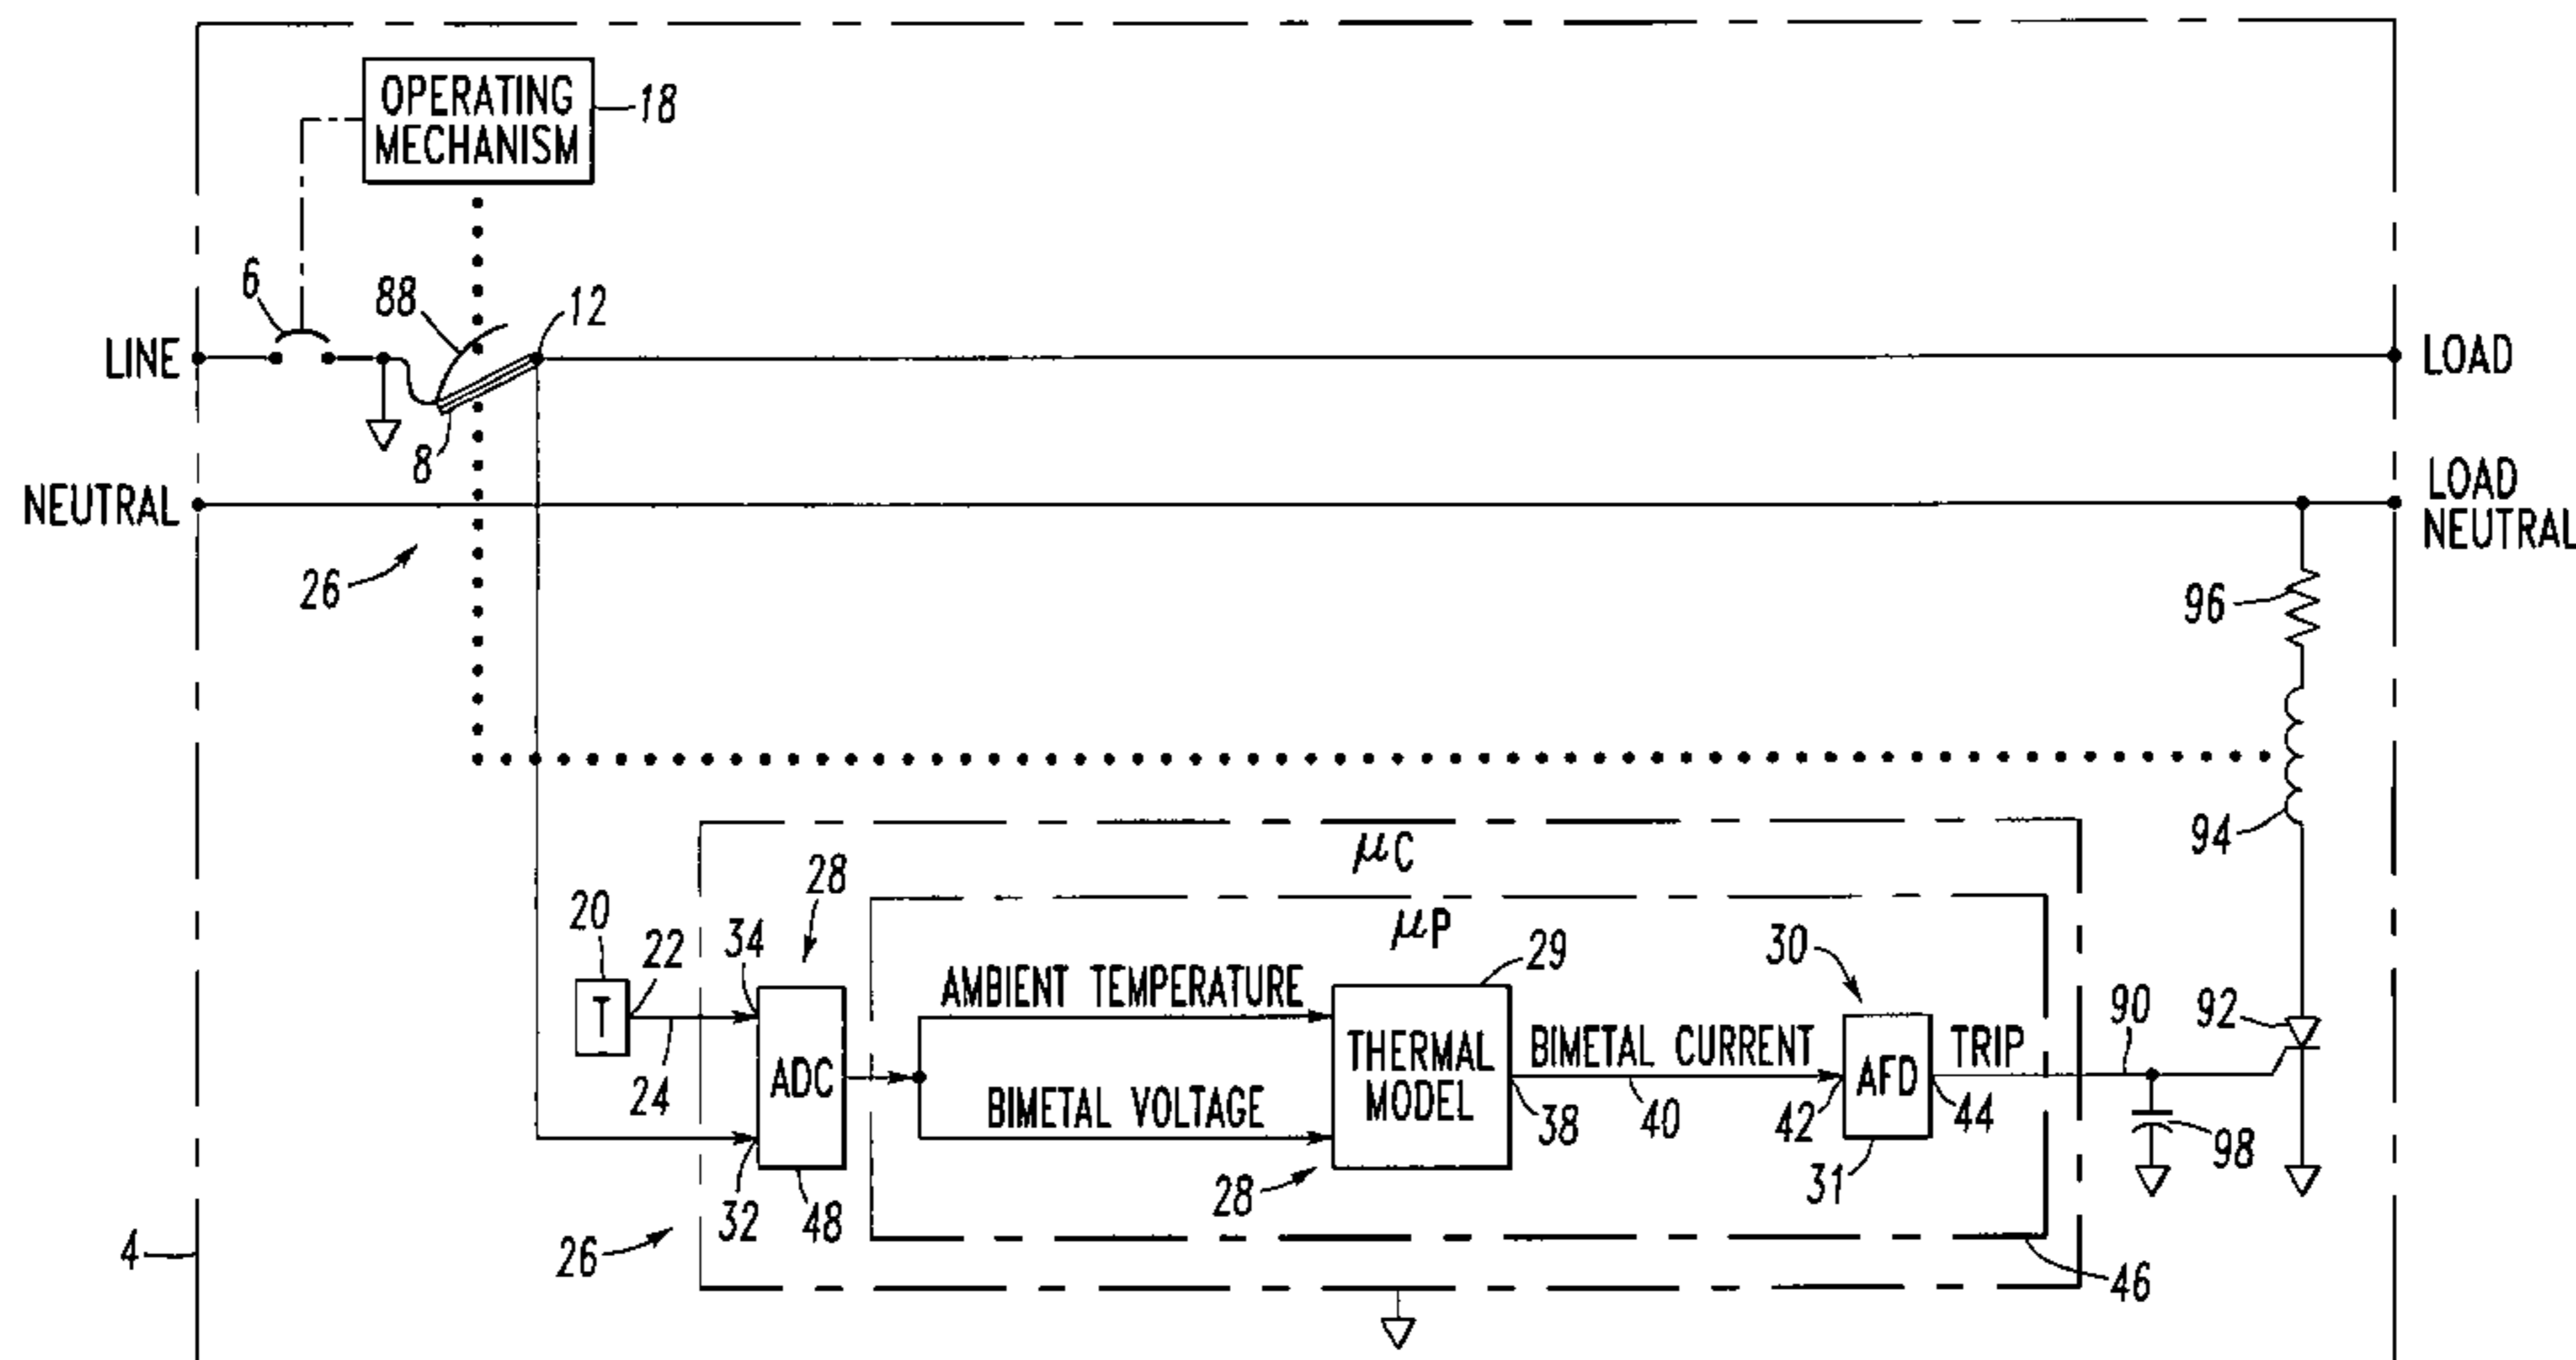 OPERATING
MECHANISM
18
6
88
12
LINE
LOAD
8
NEUTRAL
LOAD
NEUTRAL
26
96
94
μC
28
20
22
34
μP
29
30
AMBIENT TEMPERATURE
90
92
T
ADC
THERMAL
MODEL
BIMETAL CURRENT
AFD
TRIP
24
BIMETAL VOLTAGE
38
40
42
44
98
32
48
28
31
26
4
46